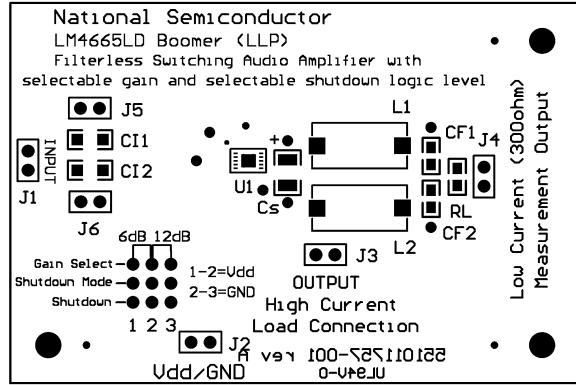 National Semiconductor
LM4665LD Boomer (LLP)
Filterless Switching Audio Amplifier with
selectable gain and selectable shutdown logic level
J5
L1
CI1
CF1
J4
INPUT
CI2
U1
+
J1
Cs
RL
J6
L2
CF2
Low Current (300ohm)
Measurement Output
6dB 12dB
J3
Gain Select
Shutdown Mode
Shutdown
1-2=Vdd
2-3=GND
OUTPUT
High Current
Load Connection
1 2 3
J2
551011757-001 rev A
Vdd/GND
UL94V-0